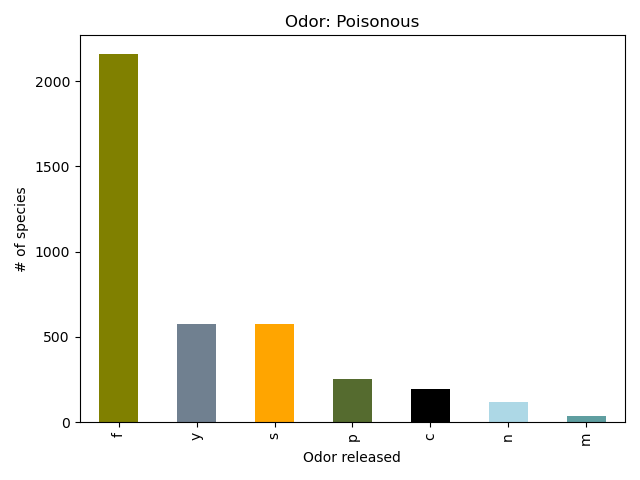 Odor: Poisonous
# of species
2000
1500
1000
500
0
f
y
s
p
c
n
m
Odor released